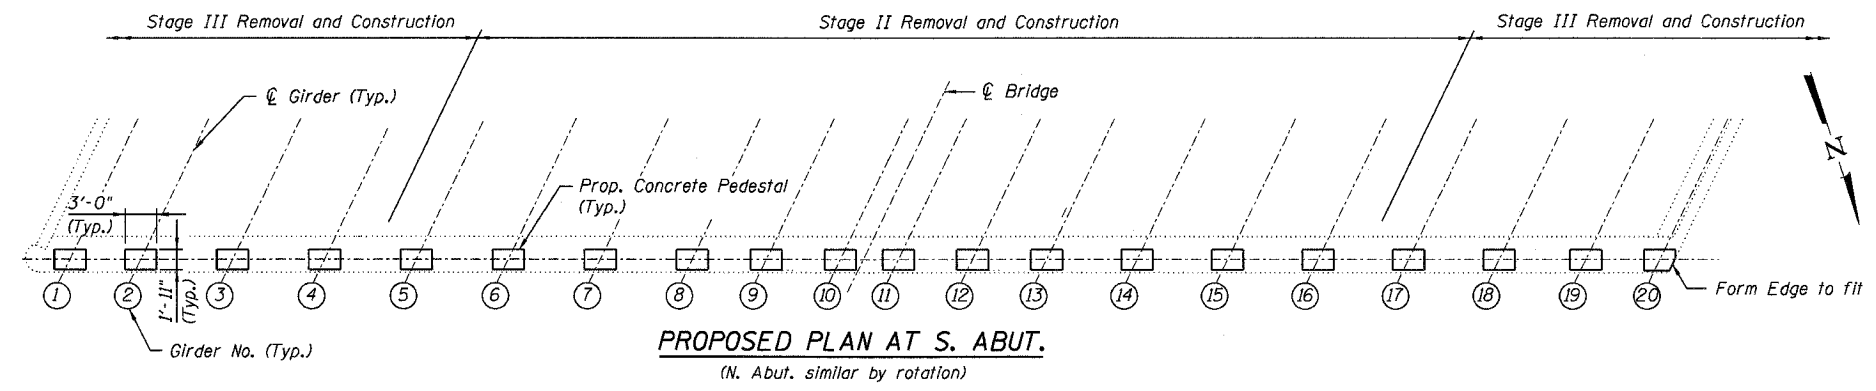 Stage III Removal and Construction
Stage II Removal and Construction
Stage III Removal and Construction
℄ Girder (Typ.)
℄ Bridge
N
3'-0"
(Typ.)
Prop. Concrete Pedestal
(Typ.)
1'-11"
(Typ.)
1 2 3 4 5 6 7 8 9 10 11 12 13 14 15 16 17 18 19 20
Form Edge to fit
Girder No. (Typ.)
PROPOSED PLAN AT S. ABUT.
(N. Abut. similar by rotation)